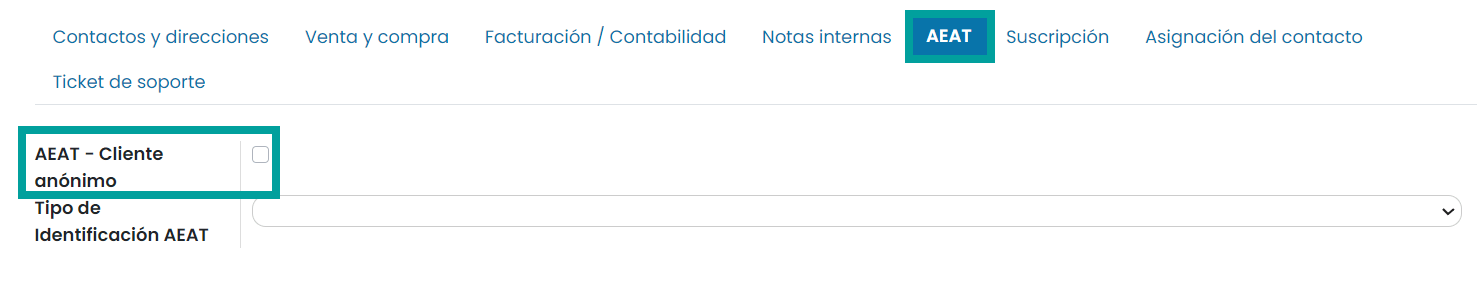 Contactos y direcciones Venta y compra Facturación / Contabilidad Notas internas AEAT Suscripción Asignación del contacto
Ticket de soporte
AEAT - Cliente
anónimo
Tipo de
Identificación AEAT